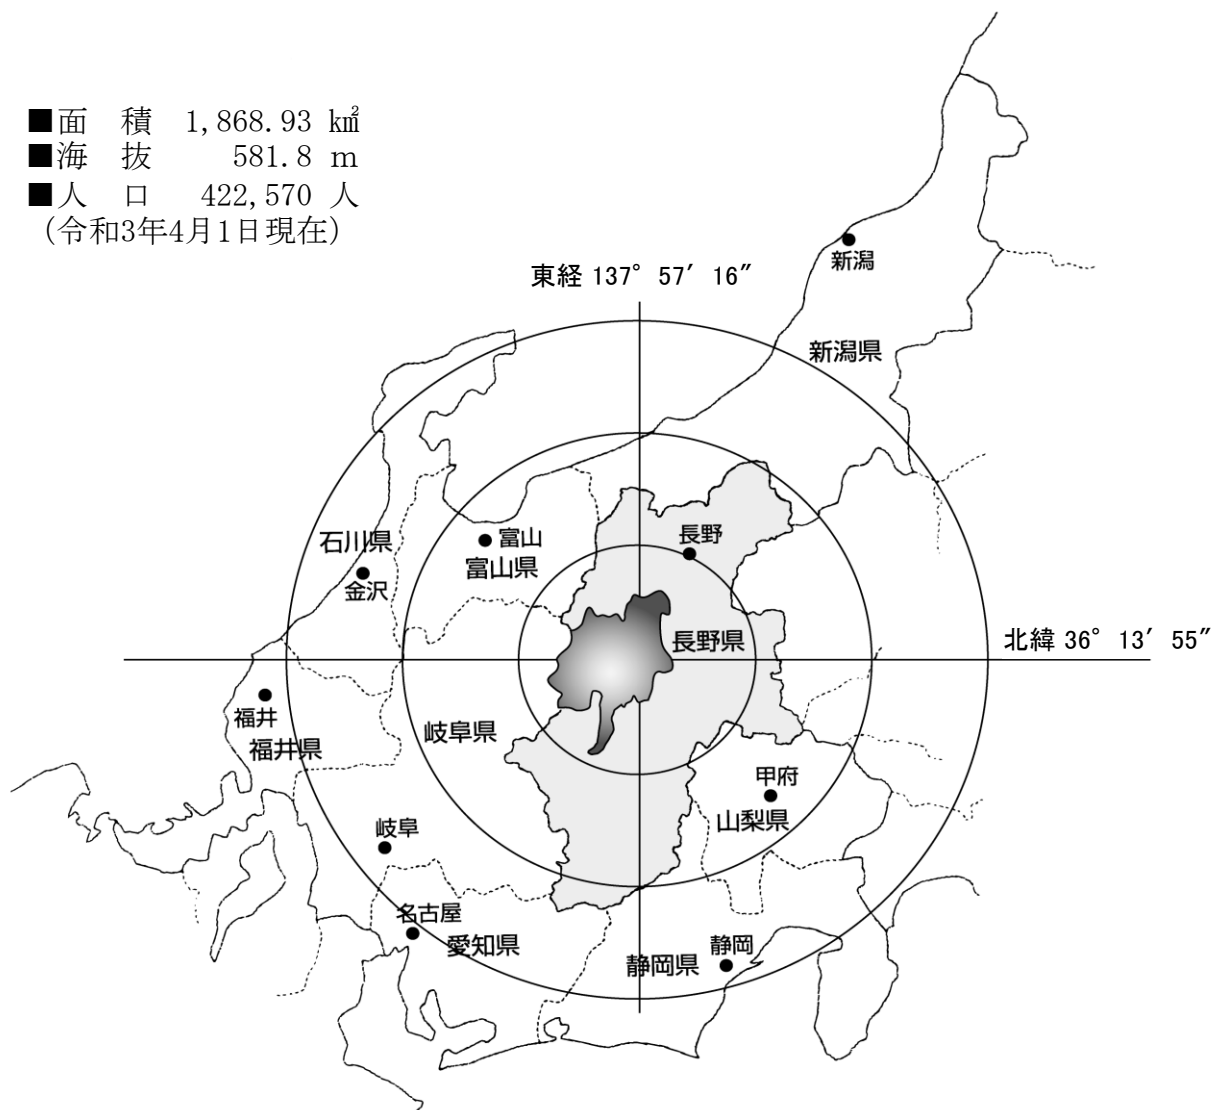 ■面　積　1,868.93 ㎢
■海　抜　581.8 m
■人　口　422,570 人
(令和3年4月1日現在)
新潟
東経 137° 57′ 16″
新潟県
長野
富山
石川県
富山県
金沢
長野県
北緯 36° 13′ 55″
福井
岐阜県
福井県
甲府
山梨県
岐阜
名古屋
愛知県
静岡
静岡県